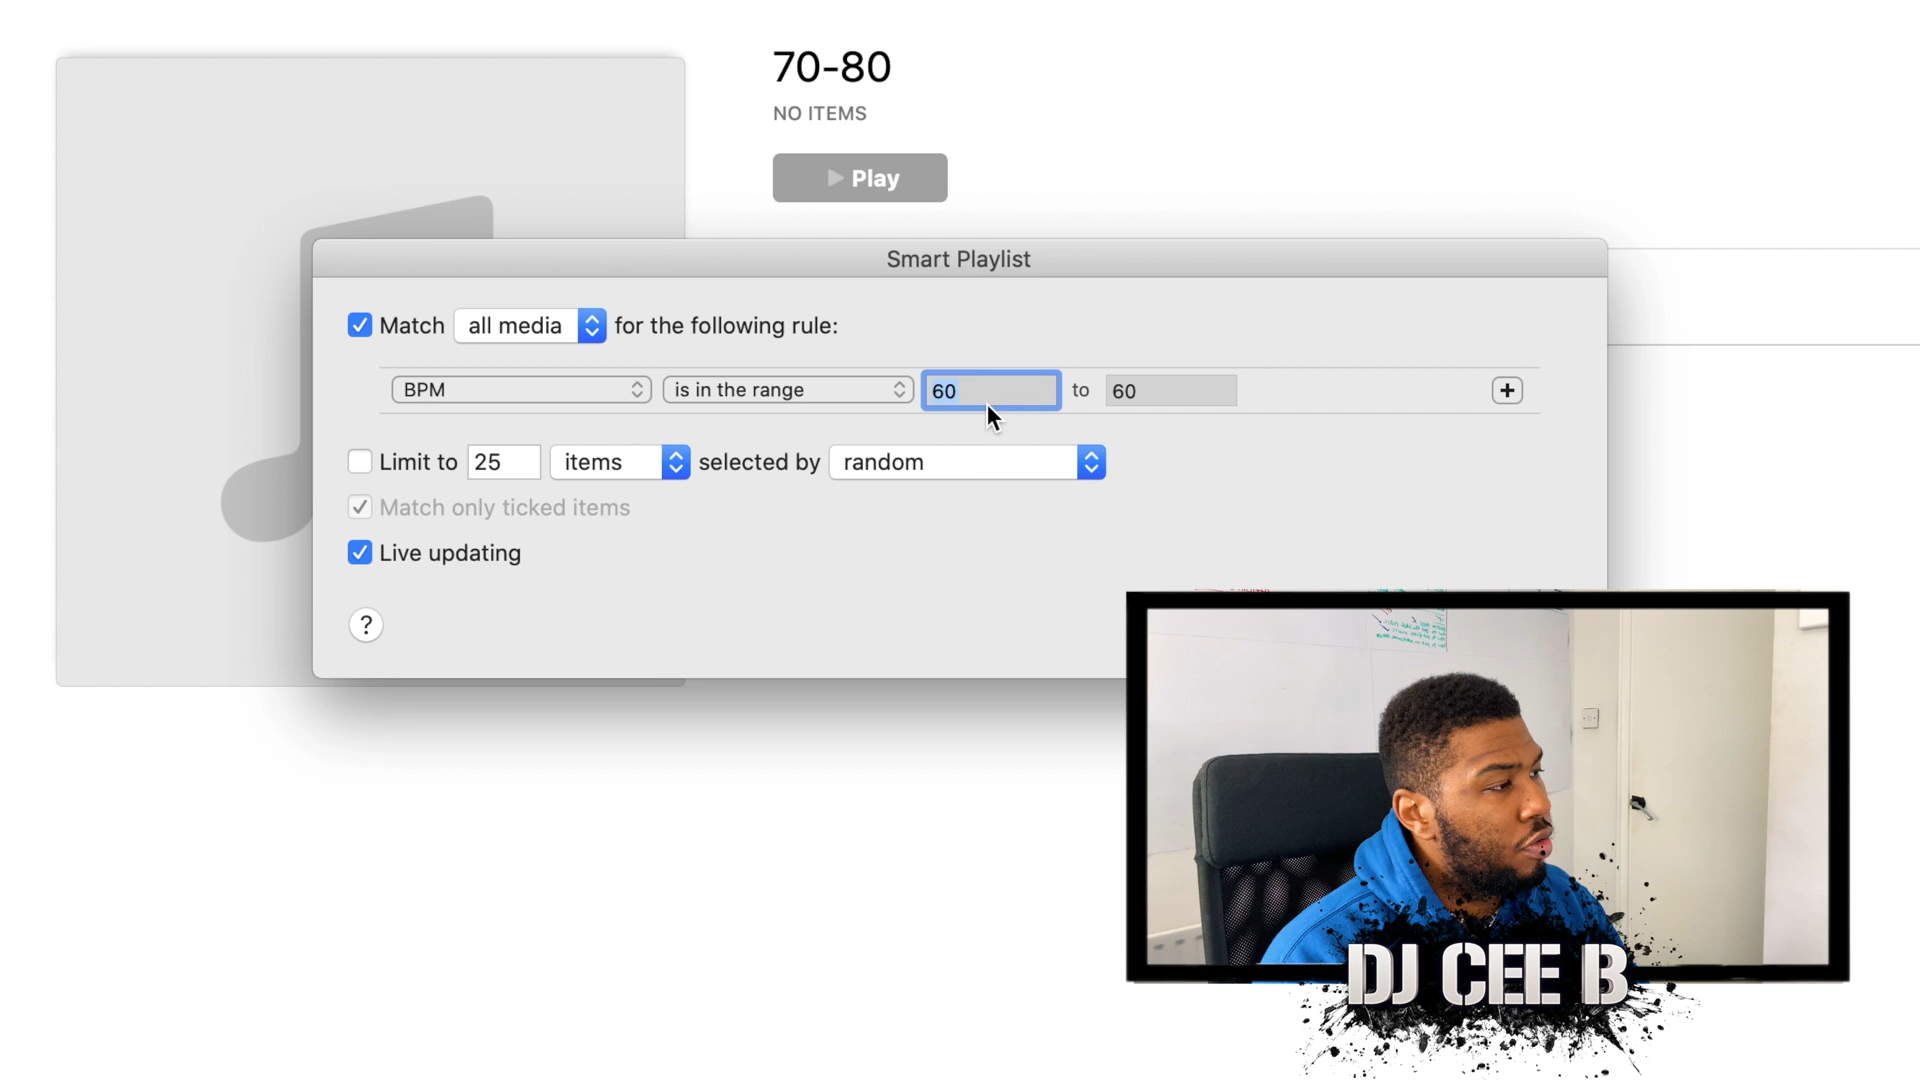 70-80
NO ITEMS
Play
Smart Playlist
Match all media for the following rule:
BPM is in the range 60 to 60
Limit to 25 items selected by random
Match only ticked items
Live updating
?
DJ CEE B